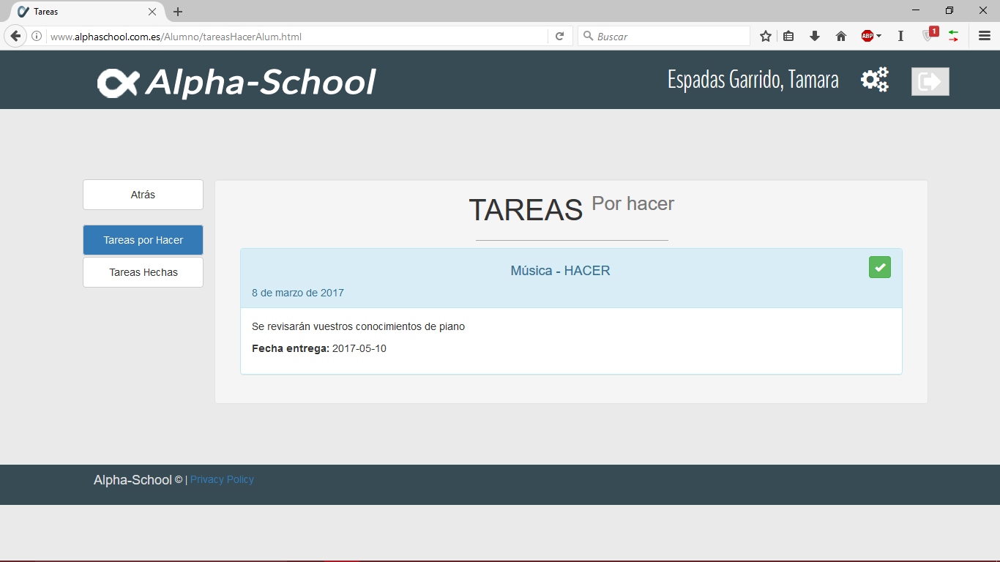 Tareas
www.alphaschool.com.es/Alumno/tareasHacerAlum.html
Buscar
ABP
1
Alpha-School
Espadas Garrido, Tamara
Atrás
Tareas por Hacer
Tareas Hechas
TAREAS Por hacer
Música - HACER
8 de marzo de 2017
Se revisarán vuestros conocimientos de piano
Fecha entrega: 2017-05-10
Alpha-School © | Privacy Policy